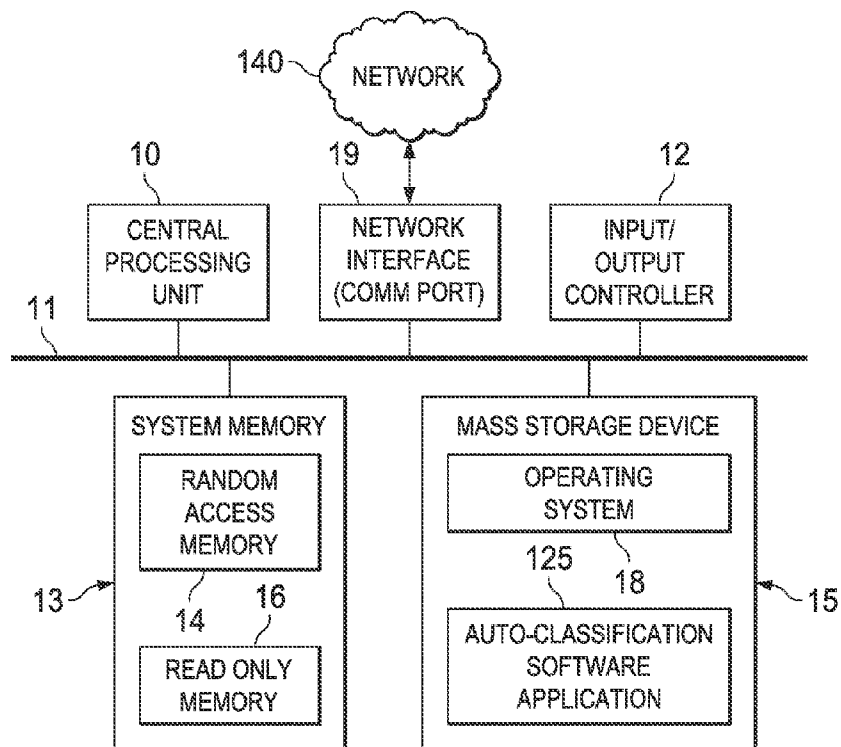 140
NETWORK
10
19
12
CENTRAL
PROCESSING
UNIT
NETWORK
INTERFACE
(COMM PORT)
INPUT/
OUTPUT
CONTROLLER
11
SYSTEM MEMORY
RANDOM
ACCESS
MEMORY
13
14
16
READ ONLY
MEMORY
MASS STORAGE DEVICE
OPERATING
SYSTEM
125
18
15
AUTO-CLASSIFICATION
SOFTWARE
APPLICATION